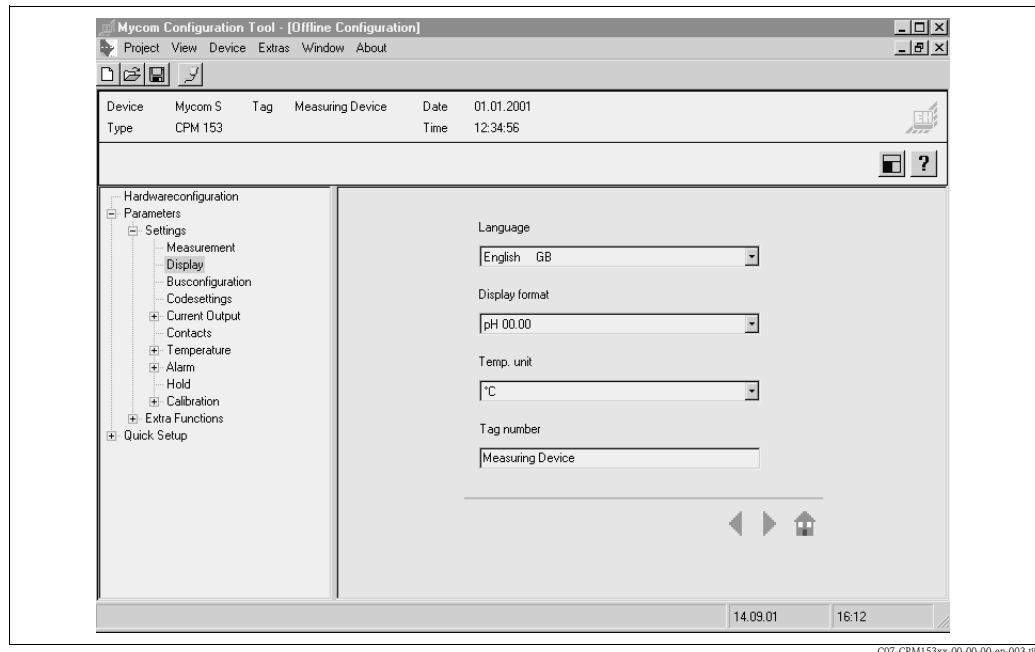 Mycom Configuration Tool - [Offline Configuration]
Project View Device Extras Window About
Device Mycom S Tag Measuring Device Date 01.01.2001
Type CPM 153 Time 12:34:56
EH
?
Hardwareconfiguration
Parameters
Settings
Measurement
Display
Busconfiguration
Codesettings
Current Output
Contacts
Temperature
Alarm
Hold
Calibration
Extra Functions
Quick Setup
Language
English GB
Display format
pH 00.00
Temp. unit
°C
Tag number
Measuring Device
14.09.01 16:12